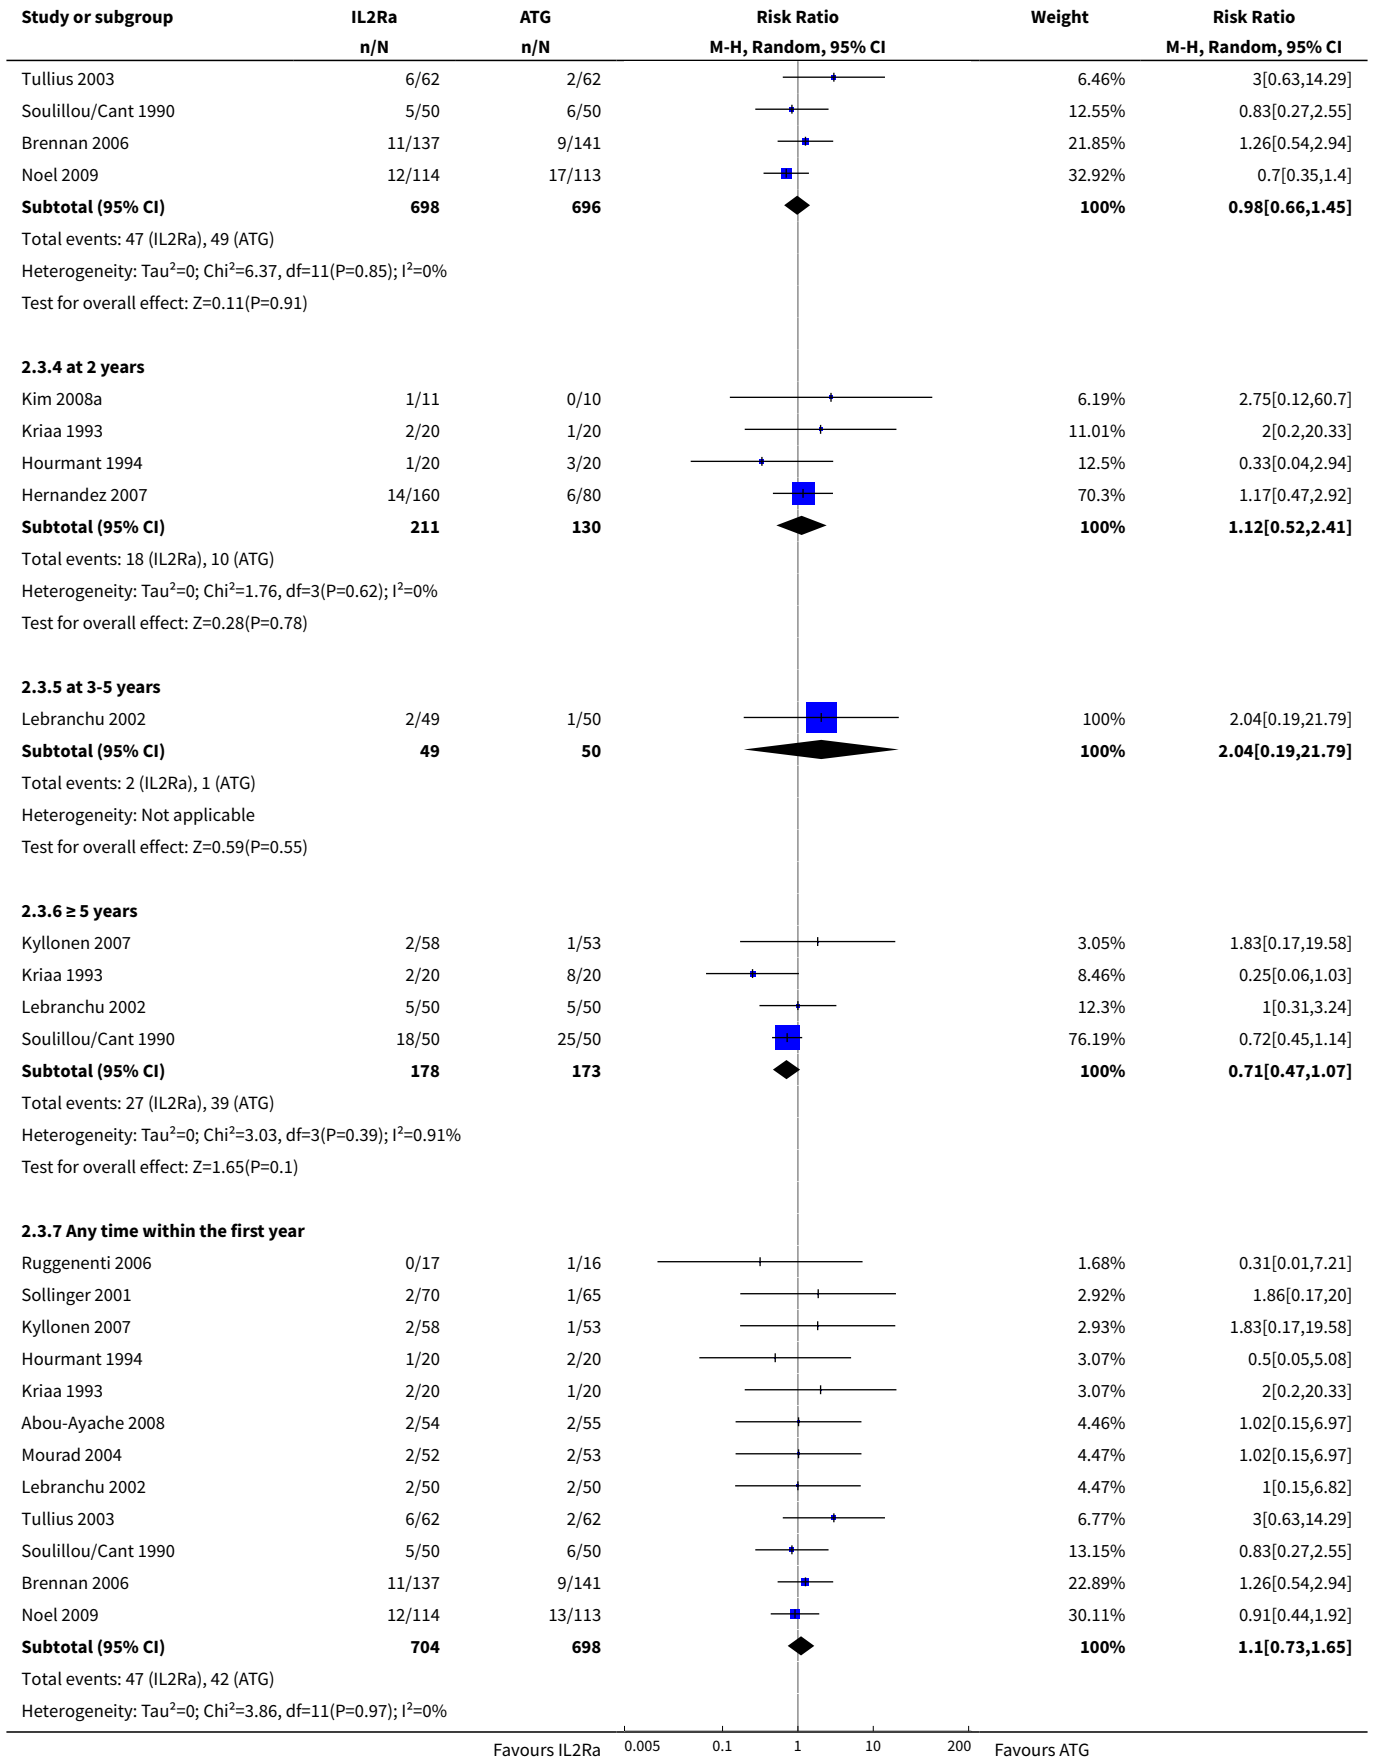 Study or subgroup IL2Ra ATG Risk Ratio Weight Risk Ratio
n/N n/N M-H, Random, 95% CI M-H, Random, 95% CI
Tullius 2003 6/62 2/62 6.46% 3[0.63,14.29]
Soulillou/Cant 1990 5/50 6/50 12.55% 0.83[0.27,2.55]
Brennan 2006 11/137 9/141 21.85% 1.26[0.54,2.94]
Noel 2009 12/114 17/113 32.92% 0.7[0.35,1.4]
Subtotal (95% CI) 698 696 100% 0.98[0.66,1.45]
Total events: 47 (IL2Ra), 49 (ATG)
Heterogeneity: Tau²=0; Chi²=6.37, df=11(P=0.85); I²=0%
Test for overall effect: Z=0.11(P=0.91)
2.3.4 at 2 years
Kim 2008a 1/11 0/10 6.19% 2.75[0.12,60.7]
Kriaa 1993 2/20 1/20 11.01% 2[0.2,20.33]
Hourmant 1994 1/20 3/20 12.5% 0.33[0.04,2.94]
Hernandez 2007 14/160 6/80 70.3% 1.17[0.47,2.92]
Subtotal (95% CI) 211 130 100% 1.12[0.52,2.41]
Total events: 18 (IL2Ra), 10 (ATG)
Heterogeneity: Tau²=0; Chi²=1.76, df=3(P=0.62); I²=0%
Test for overall effect: Z=0.28(P=0.78)
2.3.5 at 3-5 years
Lebranchu 2002 2/49 1/50 100% 2.04[0.19,21.79]
Subtotal (95% CI) 49 50 100% 2.04[0.19,21.79]
Total events: 2 (IL2Ra), 1 (ATG)
Heterogeneity: Not applicable
Test for overall effect: Z=0.59(P=0.55)
2.3.6 ≥ 5 years
Kyllonen 2007 2/58 1/53 3.05% 1.83[0.17,19.58]
Kriaa 1993 2/20 8/20 8.46% 0.25[0.06,1.03]
Lebranchu 2002 5/50 5/50 12.3% 1[0.31,3.24]
Soulillou/Cant 1990 18/50 25/50 76.19% 0.72[0.45,1.14]
Subtotal (95% CI) 178 173 100% 0.71[0.47,1.07]
Total events: 27 (IL2Ra), 39 (ATG)
Heterogeneity: Tau²=0; Chi²=3.03, df=3(P=0.39); I²=0.91%
Test for overall effect: Z=1.65(P=0.1)
2.3.7 Any time within the first year
Ruggenenti 2006 0/17 1/16 1.68% 0.31[0.01,7.21]
Sollinger 2001 2/70 1/65 2.92% 1.86[0.17,20]
Kyllonen 2007 2/58 1/53 2.93% 1.83[0.17,19.58]
Hourmant 1994 1/20 2/20 3.07% 0.5[0.05,5.08]
Kriaa 1993 2/20 1/20 3.07% 2[0.2,20.33]
Abou-Ayache 2008 2/54 2/55 4.46% 1.02[0.15,6.97]
Mourad 2004 2/52 2/53 4.47% 1.02[0.15,6.97]
Lebranchu 2002 2/50 2/50 4.47% 1[0.15,6.82]
Tullius 2003 6/62 2/62 6.77% 3[0.63,14.29]
Soulillou/Cant 1990 5/50 6/50 13.15% 0.83[0.27,2.55]
Brennan 2006 11/137 9/141 22.89% 1.26[0.54,2.94]
Noel 2009 12/114 13/113 30.11% 0.91[0.44,1.92]
Subtotal (95% CI) 704 698 100% 1.1[0.73,1.65]
Total events: 47 (IL2Ra), 42 (ATG)
Heterogeneity: Tau²=0; Chi²=3.86, df=11(P=0.97); I²=0%
Favours IL2Ra 0.005 0.1 1 10 200 Favours ATG